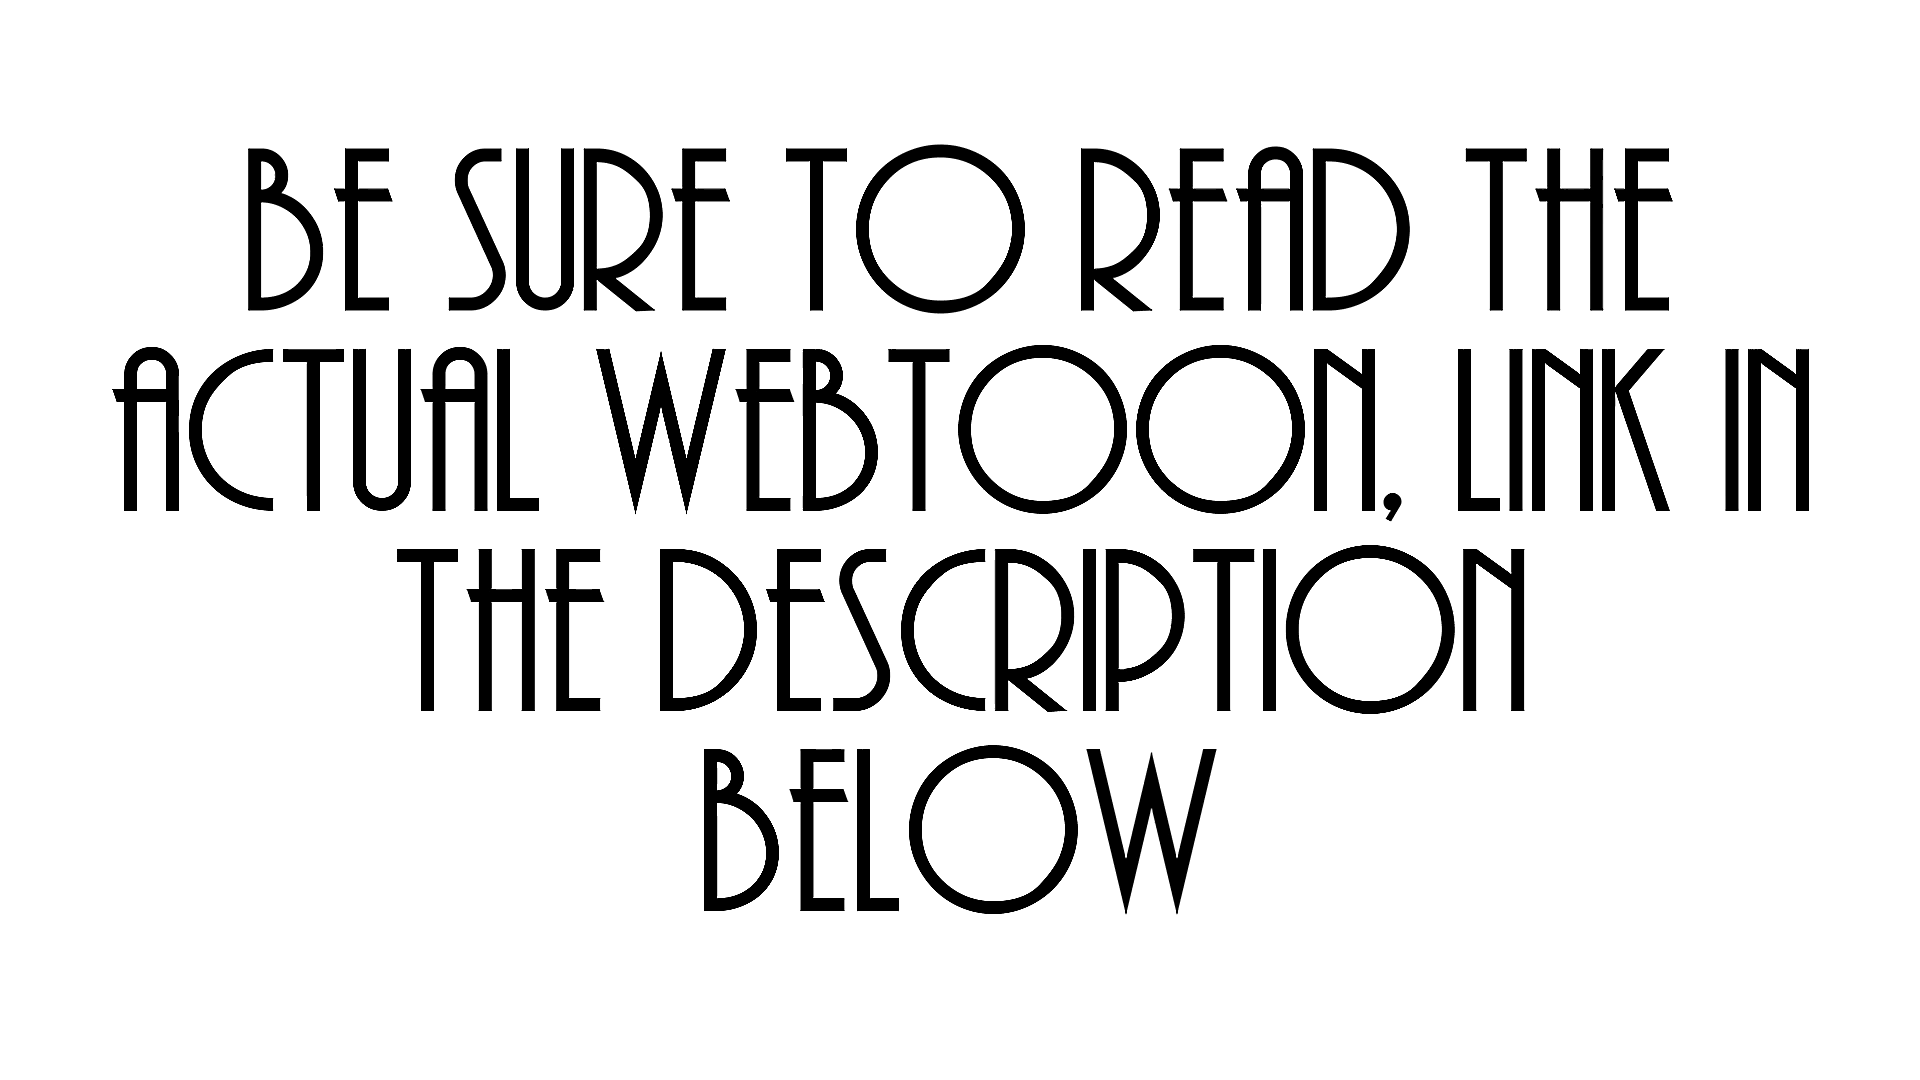 BE SURE TO READ THE
ACTUAL WEBTOON, LINK IN
THE DESCRIPTION
BELOW